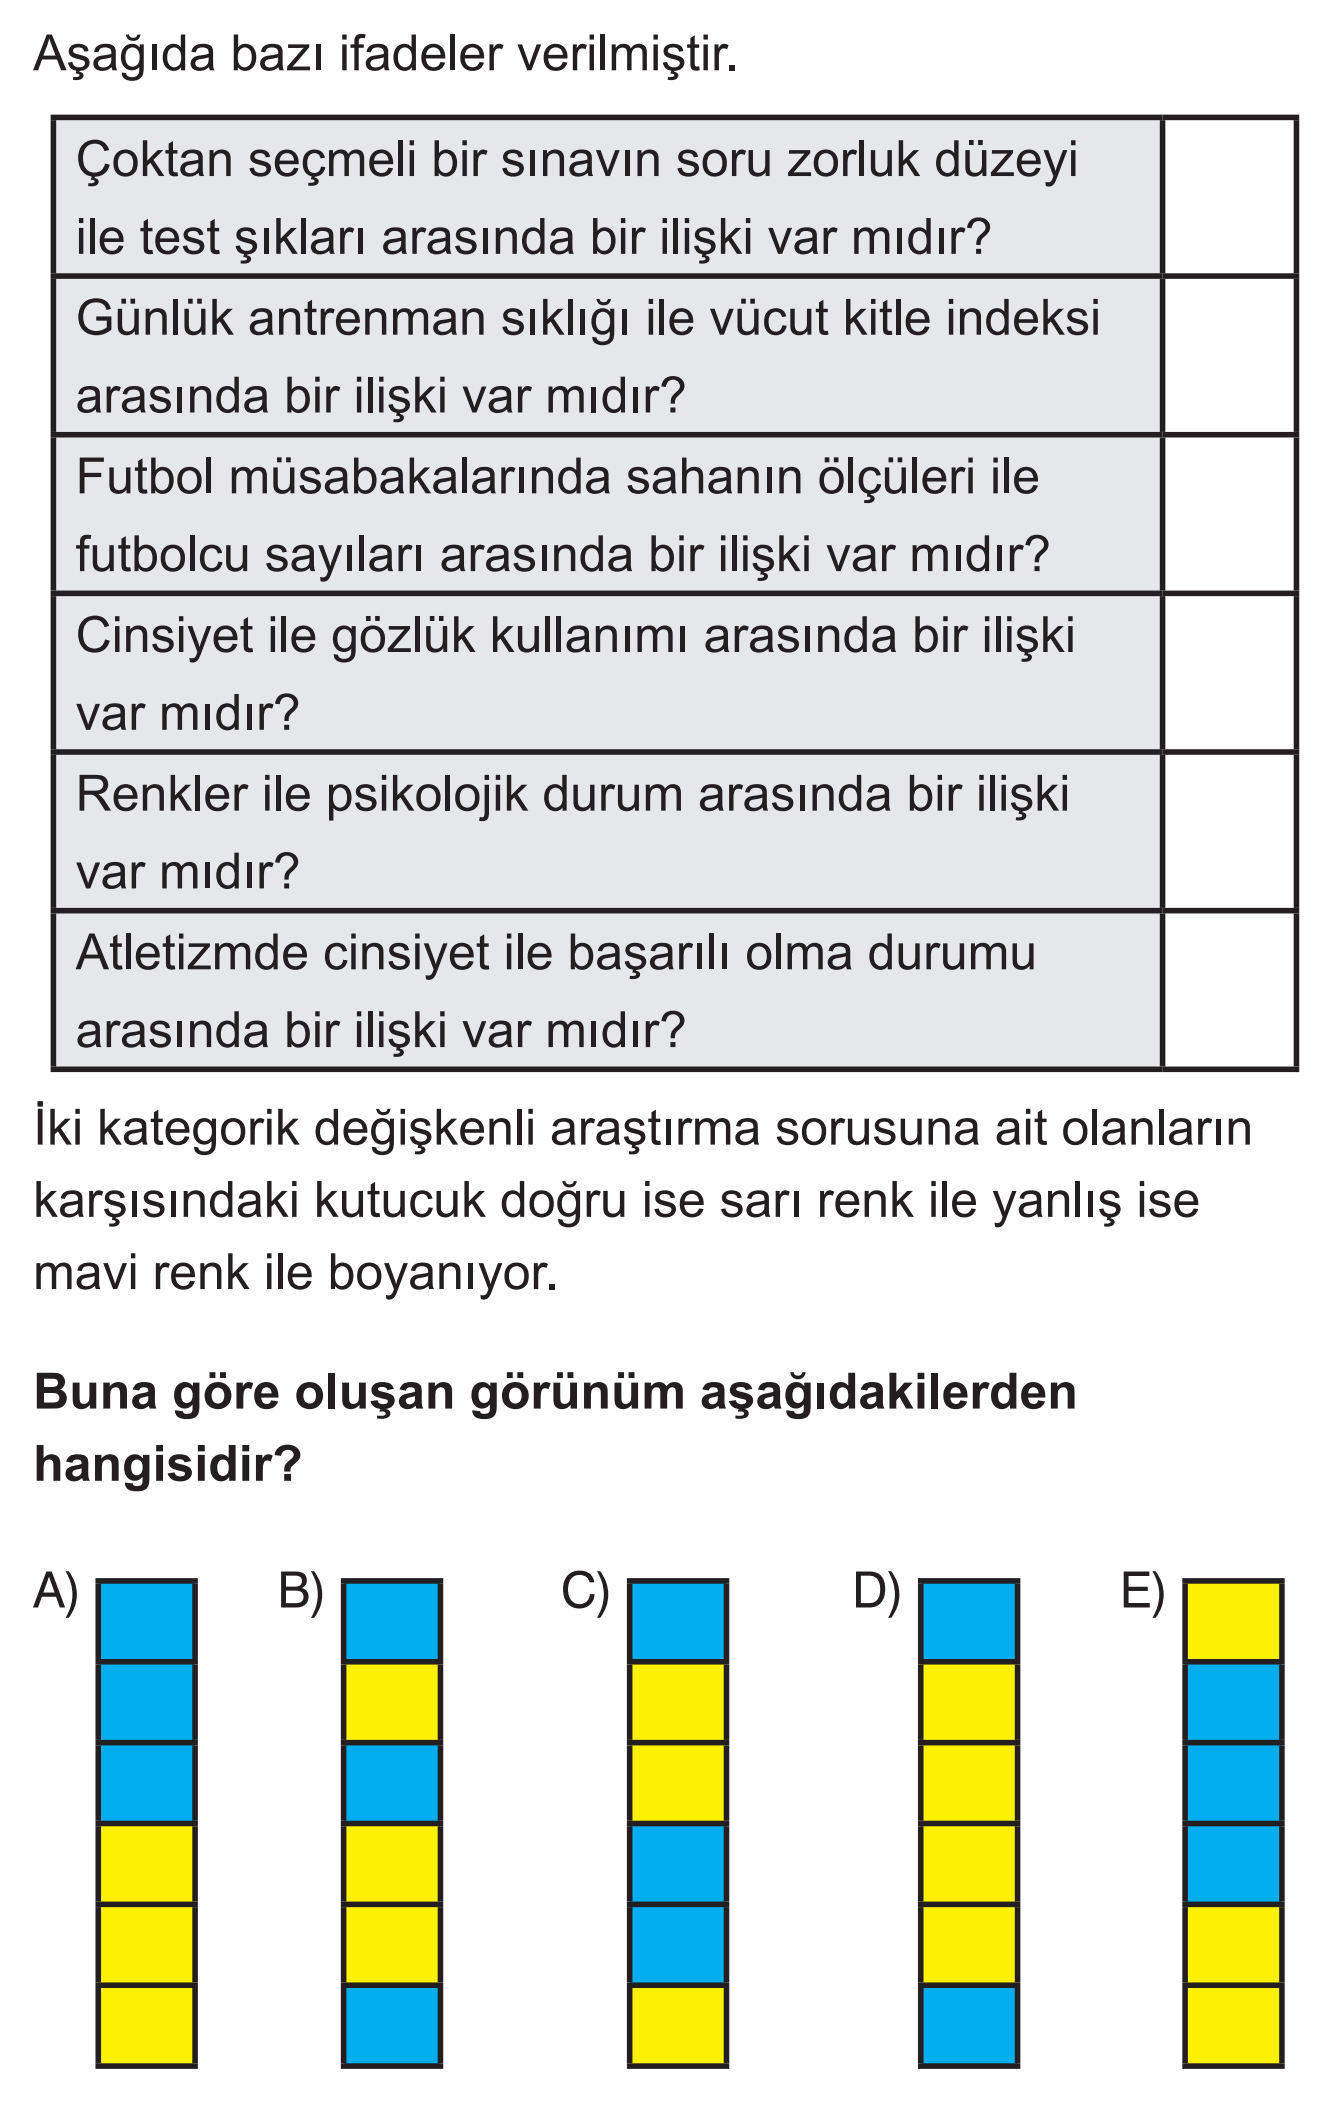 Aşağıda bazı ifadeler verilmiştir.
Çoktan seçmeli bir sınavın soru zorluk düzeyi
ile test şıkları arasında bir ilişki var mıdır?
Günlük antrenman sıklığı ile vücut kitle indeksi
arasında bir ilişki var mıdır?
Futbol müsabakalarında sahanın ölçüleri ile
futbolcu sayıları arasında bir ilişki var mıdır?
Cinsiyet ile gözlük kullanımı arasında bir ilişki
var mıdır?
Renkler ile psikolojik durum arasında bir ilişki
var mıdır?
Atletizmde cinsiyet ile başarılı olma durumu
arasında bir ilişki var mıdır?
İki kategorik değişkenli araştırma sorusuna ait olanların
karşısındaki kutucuk doğru ise sarı renk ile yanlış ise
mavi renk ile boyanıyor.
Buna göre oluşan görünüm aşağıdakilerden
hangisidir?
A) B) C) D) E)